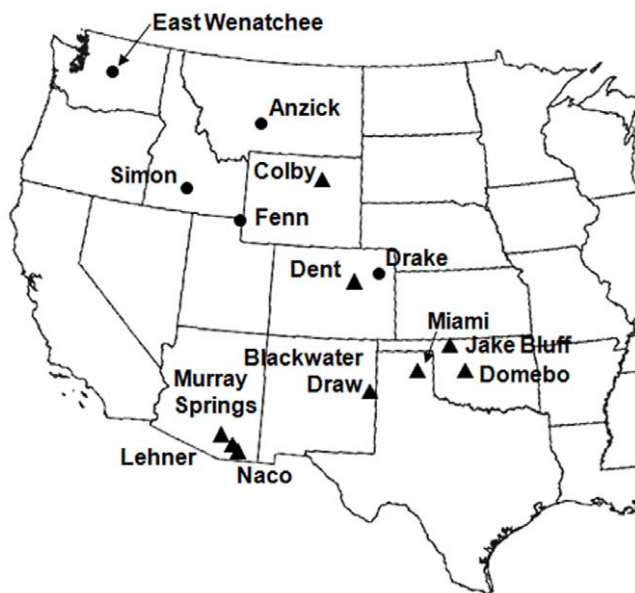 East Wenatchee
Anzick
Simon
Colby
Fenn
Dent
Drake
Miami
Blackwater
Draw
Jake Bluff
Domebo
Murray
Springs
Lehner
Naco